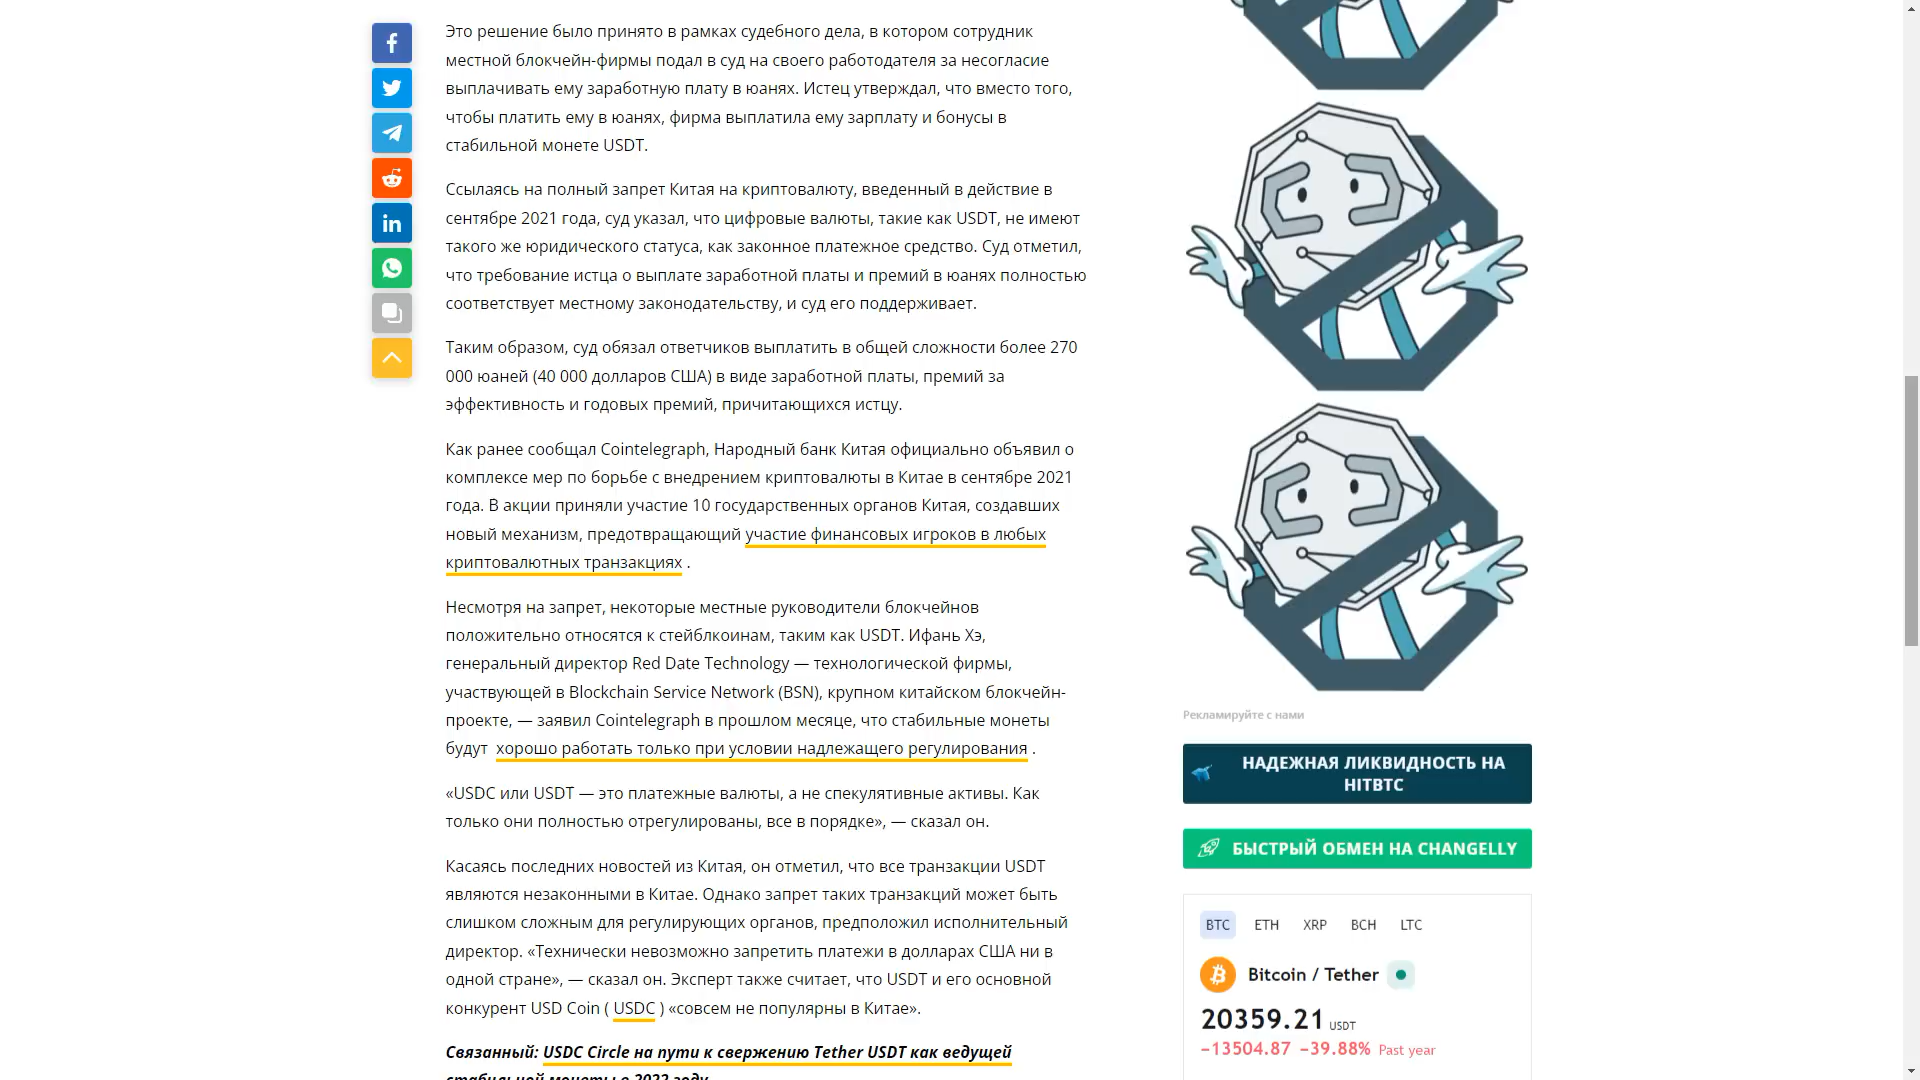 Это решение было принято в рамках судебного дела, в котором сотрудник
местной блокчейн-фирмы подал в суд на своего работодателя за несогласие
выплачивать ему заработную плату в юанях. Истец утверждал, что вместо того,
чтобы платить ему в юанях, фирма выплатила ему зарплату и бонусы в
стабильной монете USDT.
Ссылаясь на полный запрет Китая на криптовалюту, введенный в действие в
сентябре 2021 года, суд указал, что цифровые валюты, такие как USDT, не имеют
такого же юридического статуса, как законное платежное средство. Суд отметил,
что требование истца о выплате заработной платы и премий в юанях полностью
соответствует местному законодательству, и суд его поддерживает.
Таким образом, суд обязал ответчиков выплатить в общей сложности более 270
000 юаней (40 000 долларов США) в виде заработной платы, премий за
эффективность и годовых премий, причитающихся истцу.
Как ранее сообщал Cointelegraph, Народный банк Китая официально объявил о
комплексе мер по борьбе с внедрением криптовалюты в Китае в сентябре 2021
года. В акции приняли участие 10 государственных органов Китая, создавших
новый механизм, предотвращающий участие финансовых игроков в любых
криптовалютных транзакциях .
Несмотря на запрет, некоторые местные руководители блокчейнов
положительно относятся к стейблкоинам, таким как USDT. Ифань Хэ,
генеральный директор Red Date Technology — технологической фирмы,
участвующей в Blockchain Service Network (BSN), крупном китайском блокчейн-
проекте, — заявил Cointelegraph в прошлом месяце, что стабильные монеты
будут хорошо работать только при условии надлежащего регулирования .
«USDC или USDT — это платежные валюты, а не спекулятивные активы. Как
только они полностью отрегулированы, все в порядке», — сказал он.
Касаясь последних новостей из Китая, он отметил, что все транзакции USDT
являются незаконными в Китае. Однако запрет таких транзакций может быть
слишком сложным для регулирующих органов, предположил исполнительный
директор. «Технически невозможно запретить платежи в долларах США ни в
одной стране», — сказал он. Эксперт также считает, что USDT и его основной
конкурент USD Coin ( USDC ) «совсем не популярны в Китае».
Связанный: USDC Circle на пути к свержению Tether USDT как ведущей
стабильной монеты в 2022 году
Рекламируйте с нами
НАДЕЖНАЯ ЛИКВИДНОСТЬ НА
HITBTC
БЫСТРЫЙ ОБМЕН НА CHANGELLY
BTC ETH XRP BCH LTC
Bitcoin / Tether
20359.21 USDT
−13504.87 −39.88% Past year